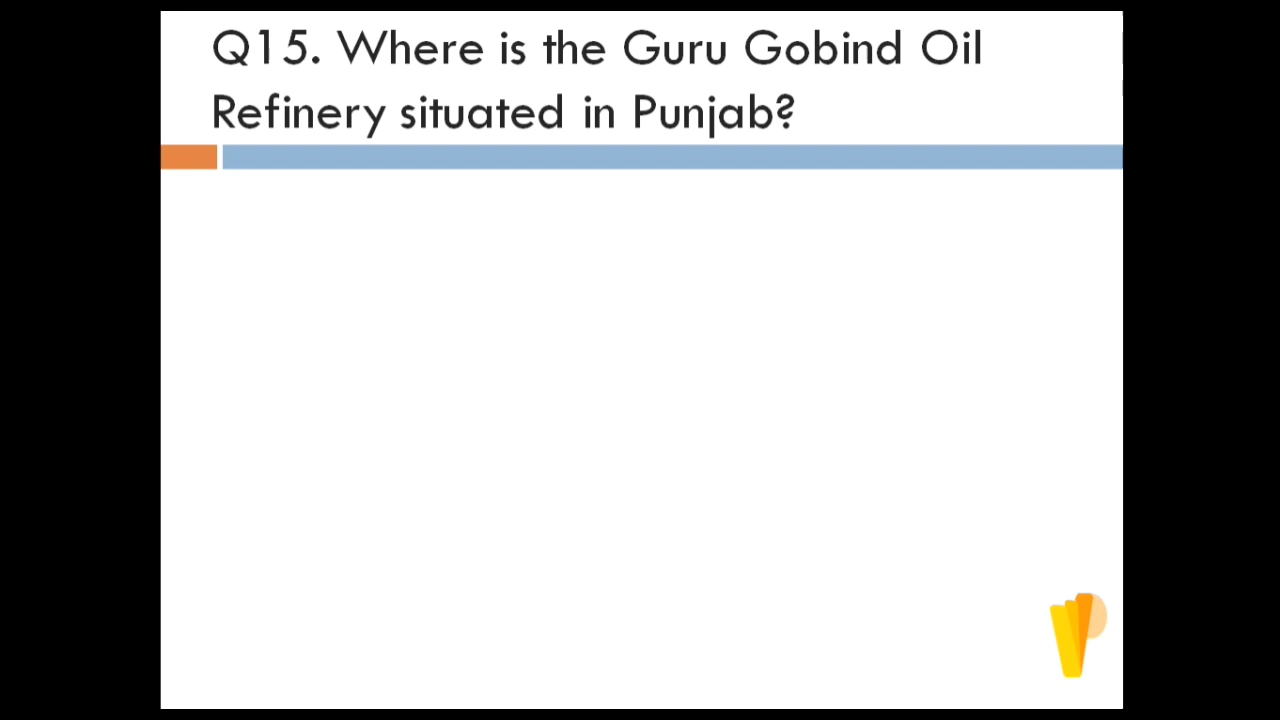 Q15. Where is the Guru Gobind Oil
Refinery situated in Punjab?